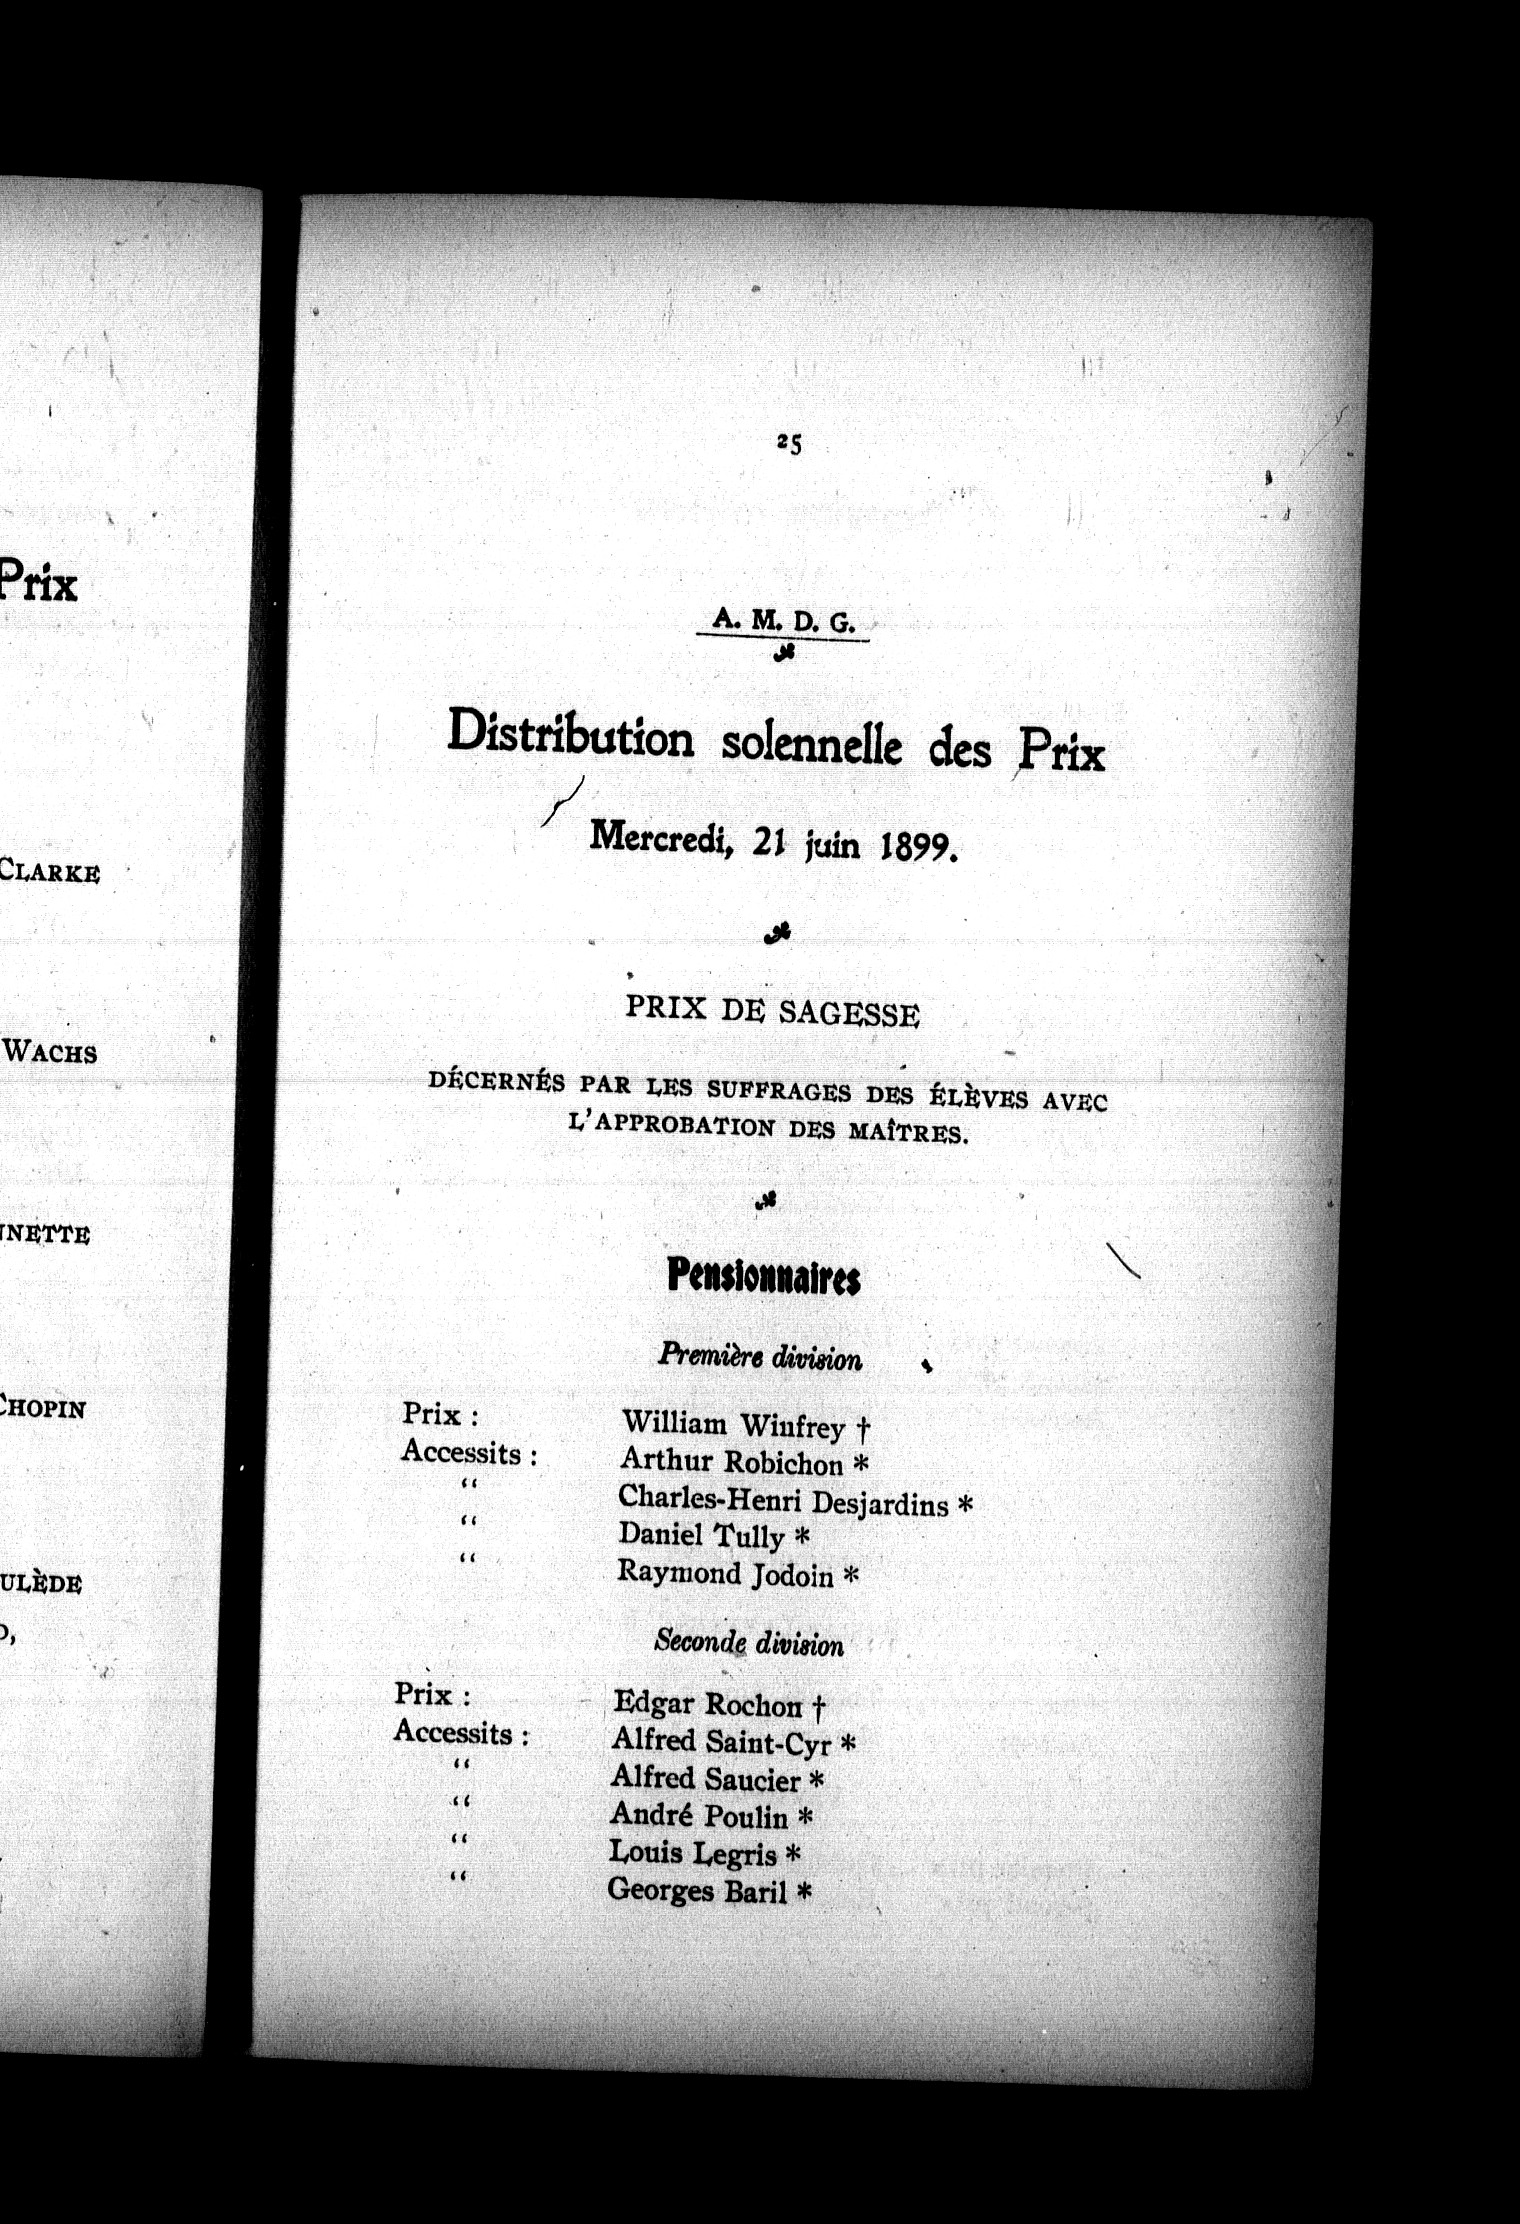 Prix
CLARKE
WACHS
NNETTE
CHOPIN
ULÈDE
25
A. M. D. G.
Distribution solennelle des Prix
Mercredi, 21 juin 1899.
PRIX DE SAGESSE
DÉCERNÉS PAR LES SUFFRAGES DES ÉLÈVES AVEC
L'APPROBATION DES MAÎTRES.
Pensionnaires
Première division
Prix : William Winfrey †
Accessits : Arthur Robichon *
“ Charles-Henri Desjardins *
“ Daniel Tully *
“ Raymond Jodoin *
Seconde division
Prix : Edgar Rochon †
Accessits : Alfred Saint-Cyr *
“ Alfred Saucier *
“ André Poulin *
“ Louis Legris *
“ Georges Baril *